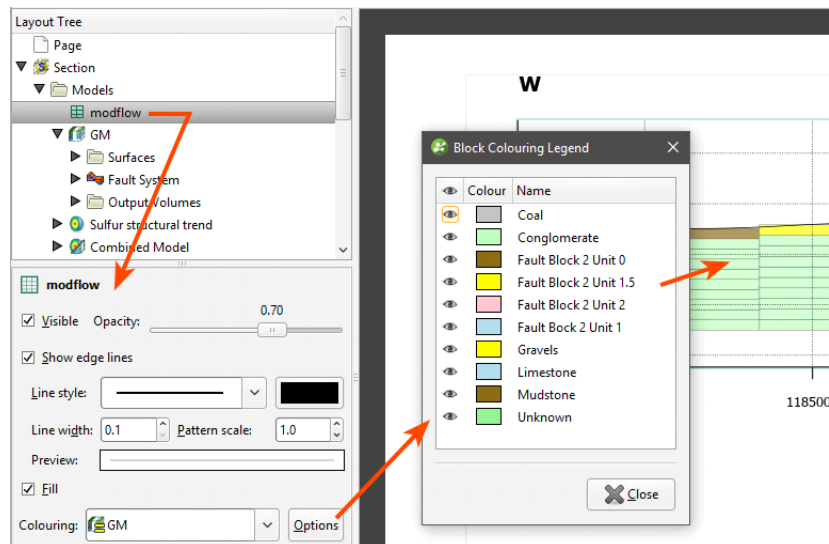 Layout Tree
Page
Section
Models
modflow
GM
Surfaces
Fault System
Output Volumes
Sulfur structural trend
Combined Model
modflow
Visible Opacity: 0.70
Show edge lines
Line style:
Line width: 0.1 Pattern scale: 1.0
Preview:
Fill
Colouring: GM Options
W
Block Colouring Legend
Colour Name
Coal
Conglomerate
Fault Block 2 Unit 0
Fault Block 2 Unit 1.5
Fault Block 2 Unit 2
Fault Bock 2 Unit 1
Gravels
Limestone
Mudstone
Unknown
Close
118500